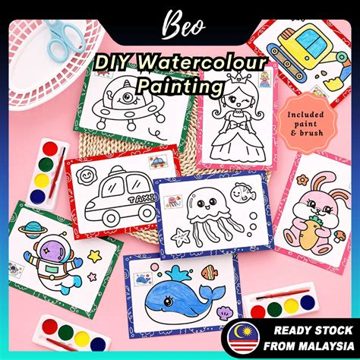 Beo
DIY Watercolour
Painting
Included
paint
& brush
TAXI
READY STOCK
FROM MALAYSIA